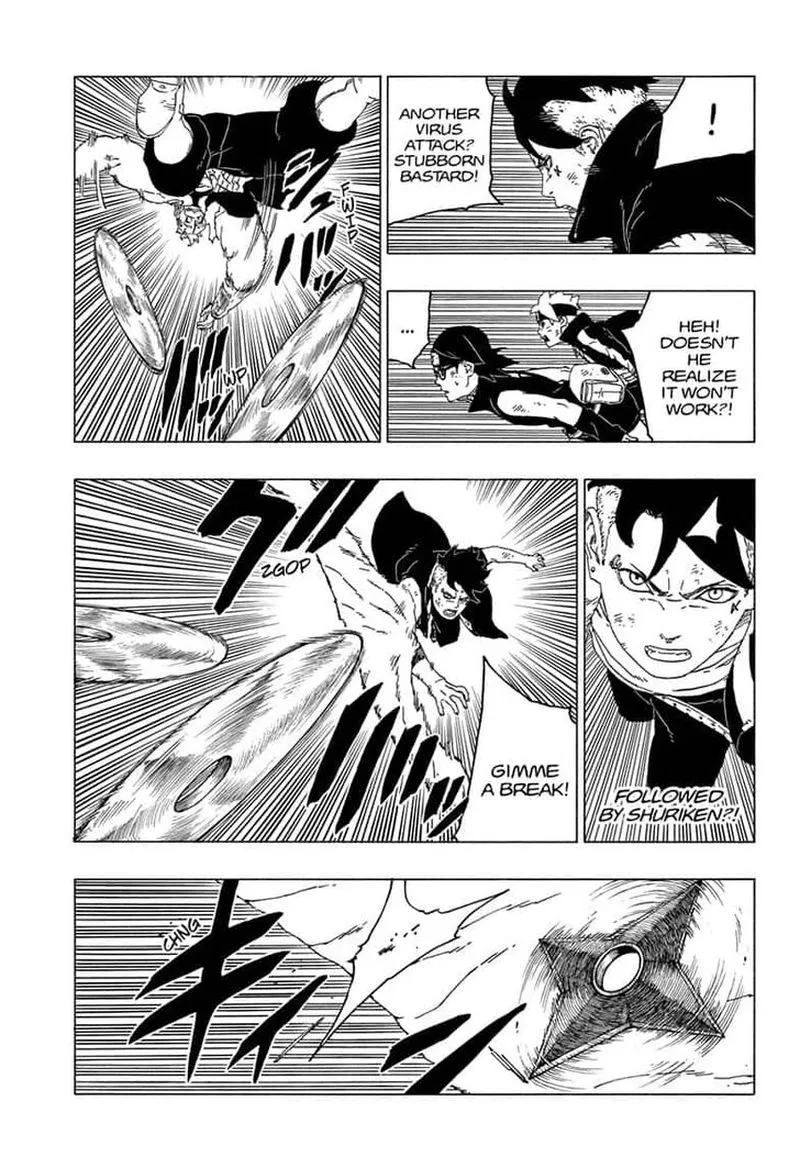 !
ANOTHER
VIRUS
ATTACK?
STUBBORN
BASTARD!
HEH!
DOESN'T
HE
REALIZE
IT WON'T
WORK?!
...
FWIP
WP
FOLLOWED
BY SHURIKEN?!
ZGOP
GIMME
A BREAK!
CHNG